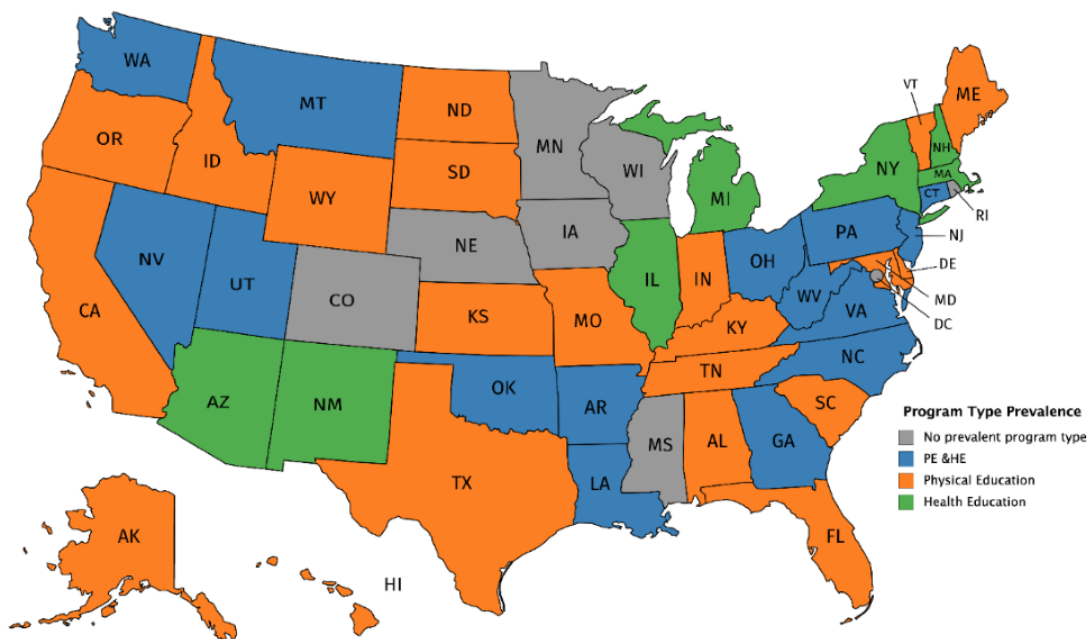 WA
MT
ND
MN
VT
ME
OR
ID
SD
WI
NY
NH
MA
WY
MI
CT
RI
NE
IA
PA
NJ
NV
UT
CO
IL
IN
OH
DE
WV
VA
MD
CA
KS
MO
KY
DC
NC
TN
AZ
NM
OK
AR
SC
MS
AL
GA
LA
TX
FL
AK
HI
Program Type Prevalence
No prevalent program type
PE &HE
Physical Education
Health Education